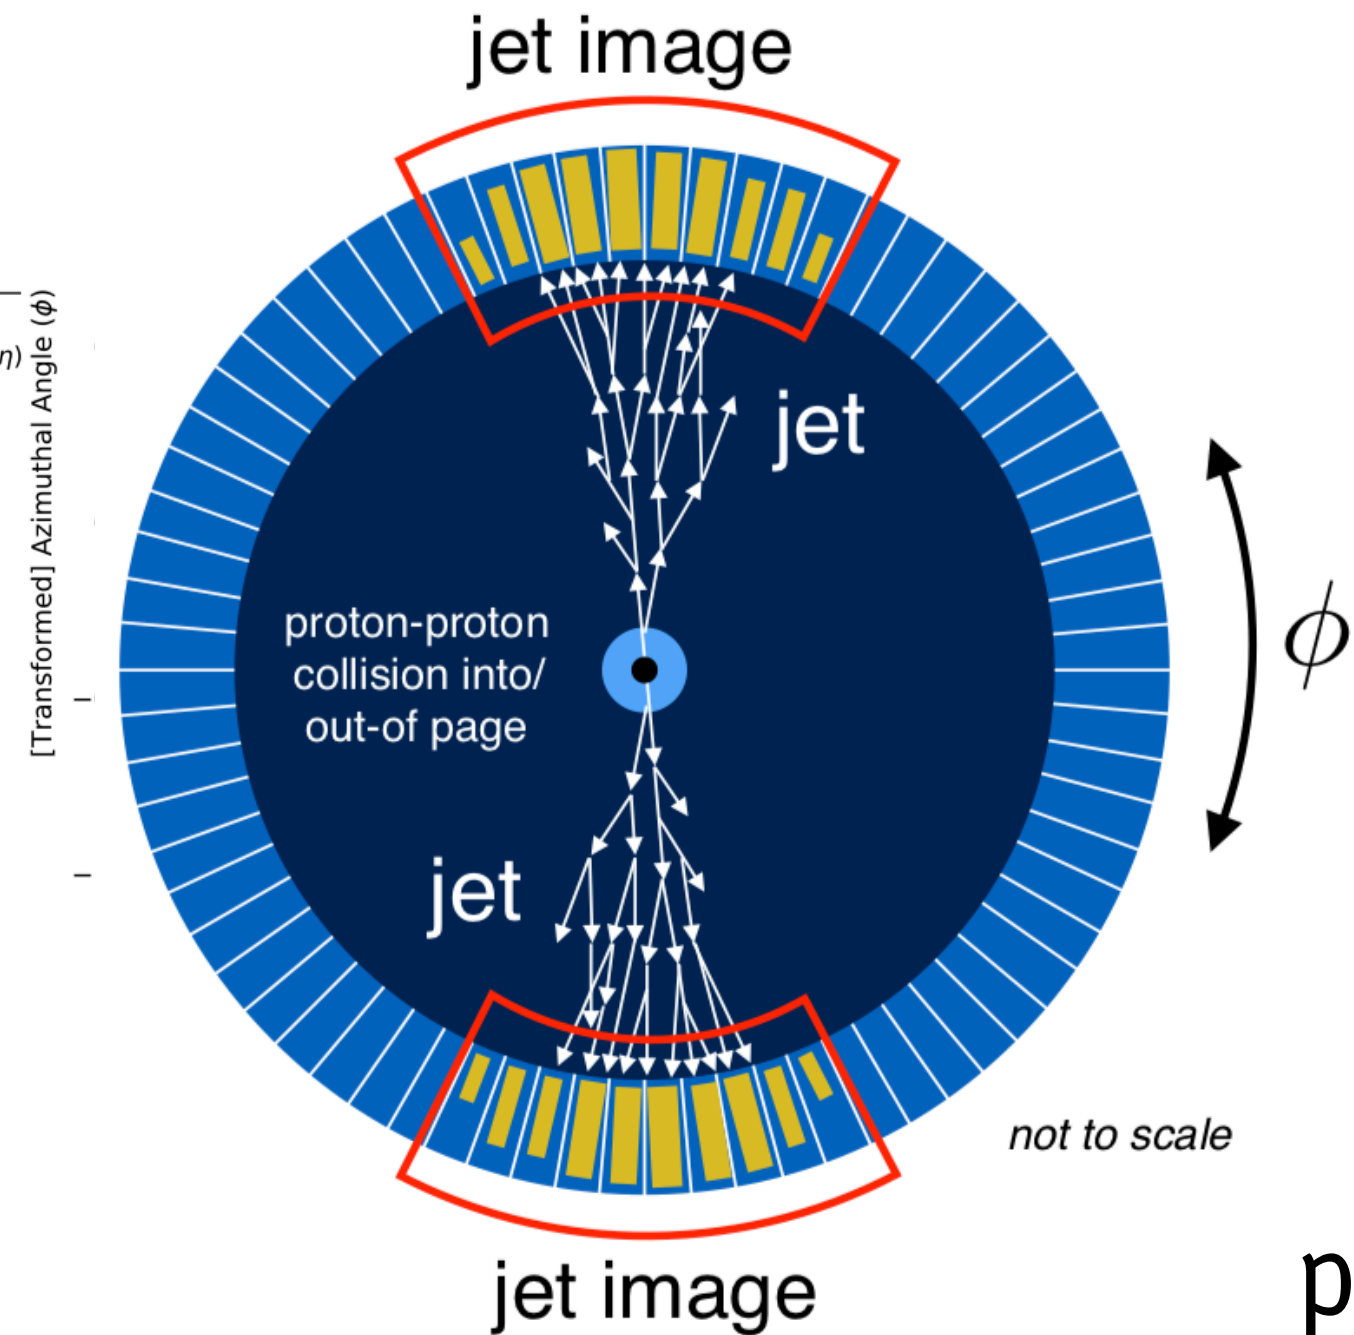 jet image
[Transformed] Azimuthal Angle (ϕ)
η)
jet
ϕ
proton-proton
collision into/
out-of page
jet
not to scale
jet image
p